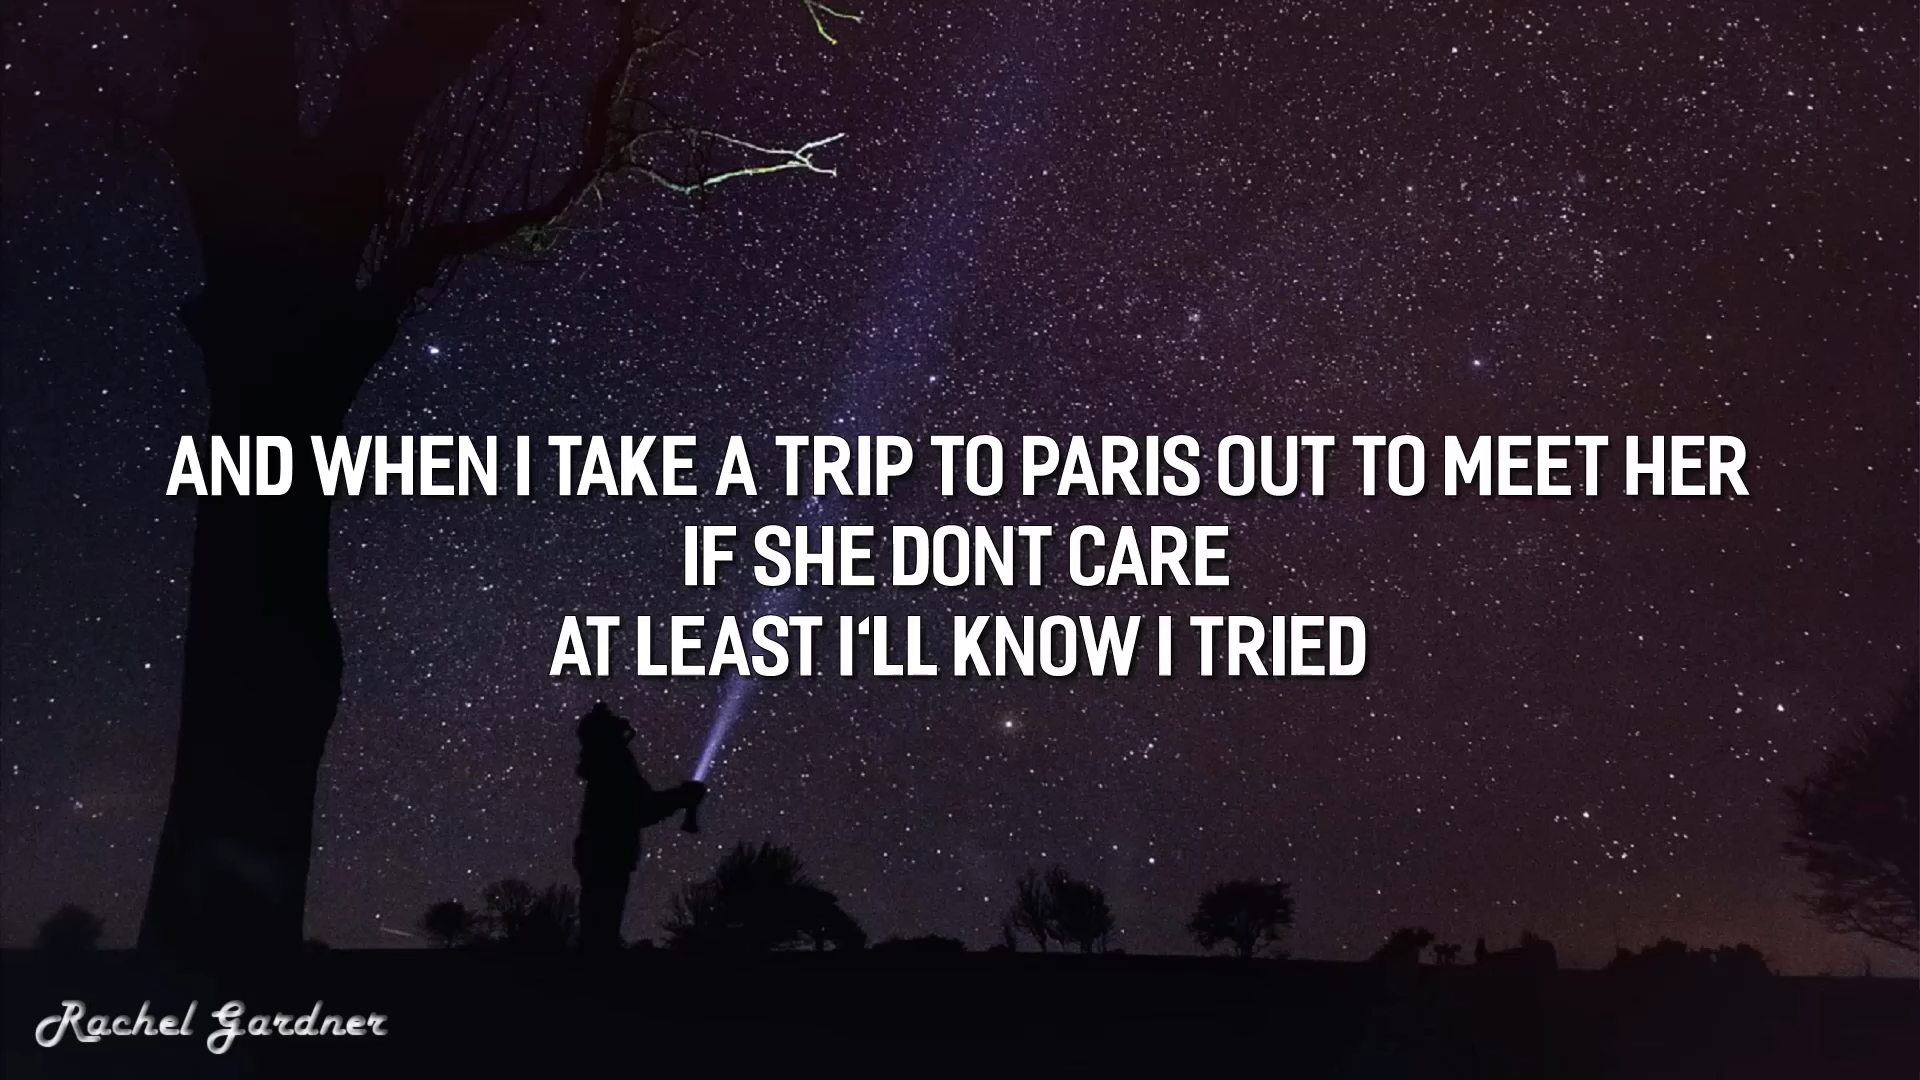 AND WHEN I TAKE A TRIP TO PARIS OUT TO MEET HER
IF SHE DONT CARE
AT LEAST I‘LL KNOW I TRIED
Rachel Gardner